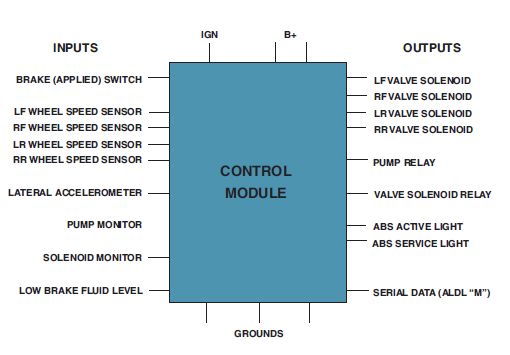 IGN
B+
INPUTS
OUTPUTS
BRAKE (APPLIED) SWITCH
LF WHEEL SPEED SENSOR
RF WHEEL SPEED SENSOR
LR WHEEL SPEED SENSOR
RR WHEEL SPEED SENSOR
LATERAL ACCELEROMETER
PUMP MONITOR
SOLENOID MONITOR
LOW BRAKE FLUID LEVEL
CONTROL
MODULE
LF VALVE SOLENOID
RF VALVE SOLENOID
LR VALVE SOLENOID
RR VALVE SOLENOID
PUMP RELAY
VALVE SOLENOID RELAY
ABS ACTIVE LIGHT
ABS SERVICE LIGHT
SERIAL DATA (ALDL “M”)
GROUNDS